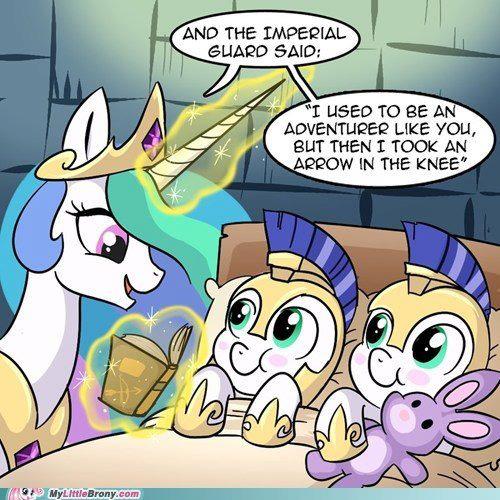 AND THE IMPERIAL
GUARD SAID:
"I USED TO BE AN
ADVENTURER LIKE YOU,
BUT THEN I TOOK AN
ARROW IN THE KNEE"
MyLittleBrony.com